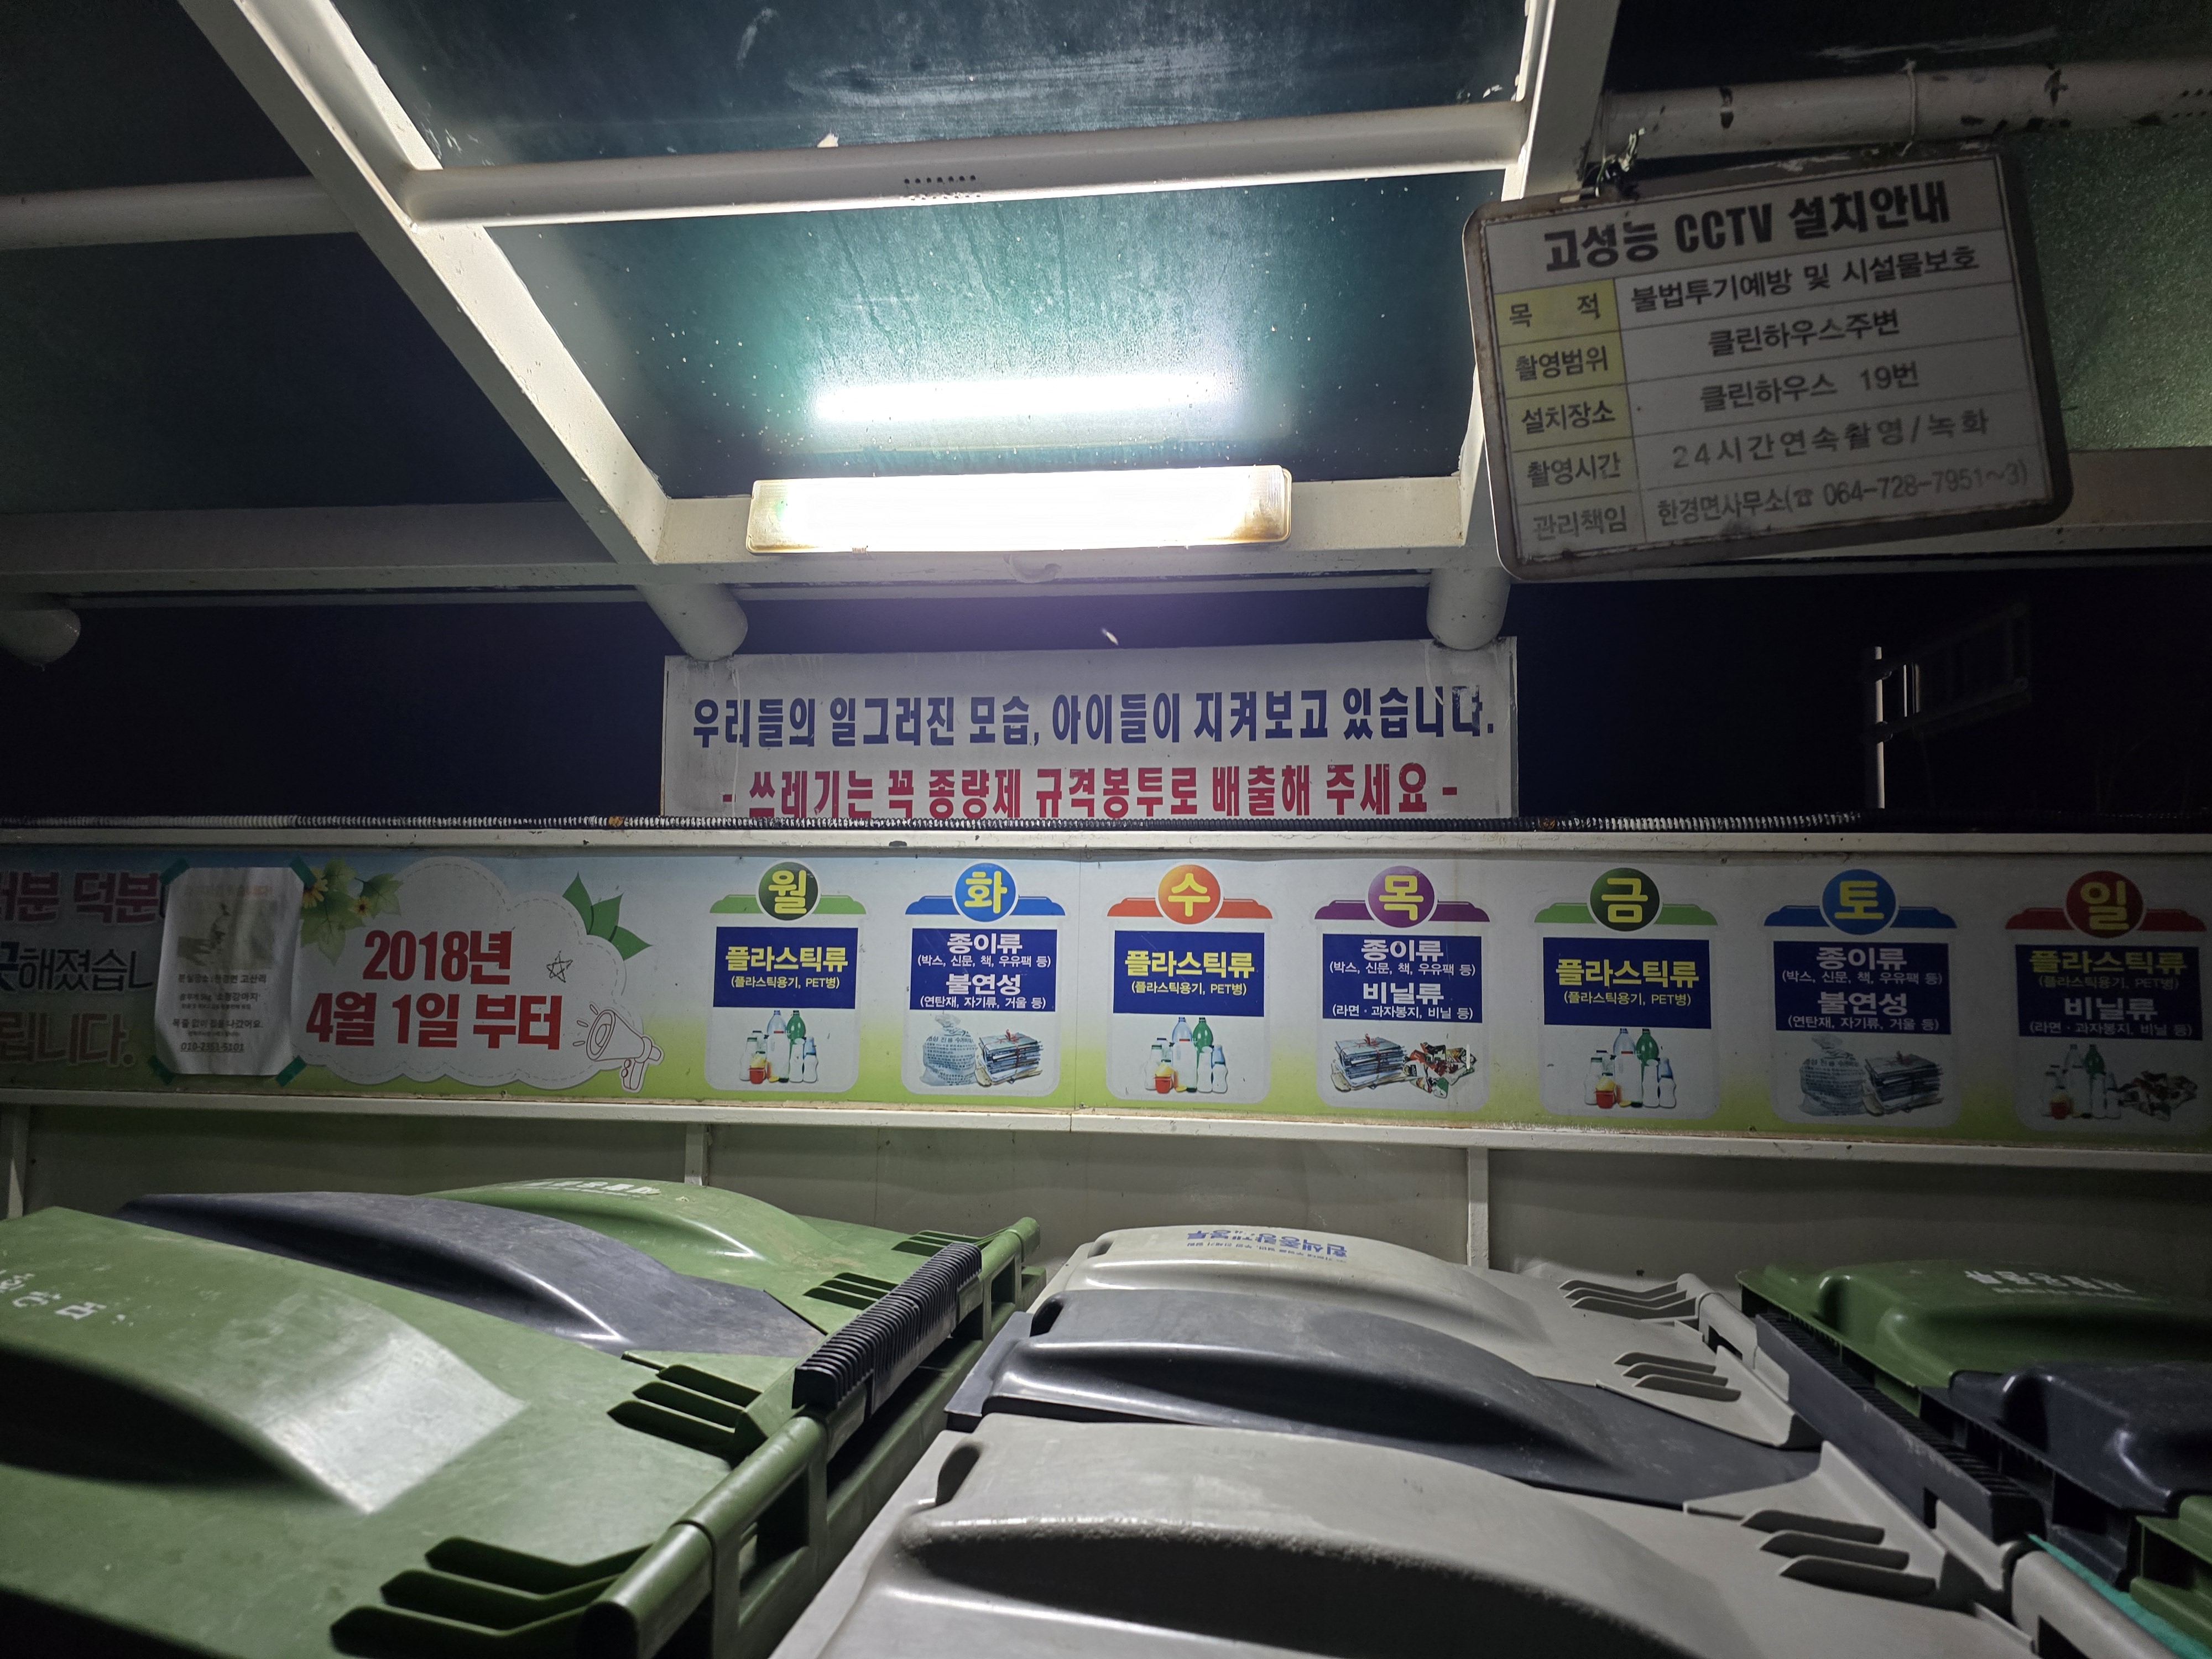 고성능 CCTV 설치안내
목 적 불법투기예방 및 시설물보호
촬영범위 클린하우스주변
설치장소 클린하우스 19번
촬영시간 24시간연속촬영/녹화
관리책임 한경면사무소(☎ 064-728-7951~3)
우리들의 일그러진 모습, 아이들이 지켜보고 있습니다.
- 쓰레기는 꼭 종량제 규격봉투로 배출해 주세요 -
덕분
해졌습니
립니다.
2018년
4월 1일 부터
월
플라스틱류
(플라스틱용기, PET병)
화
종이류
(박스, 신문, 책, 우유팩 등)
불연성
(연탄재, 자기류, 거울 등)
수
플라스틱류
(플라스틱용기, PET병)
목
종이류
(박스, 신문, 책, 우유팩 등)
비닐류
(라면·과자봉지, 비닐 등)
금
플라스틱류
(플라스틱용기, PET병)
토
종이류
(박스, 신문, 책, 우유팩 등)
불연성
(연탄재, 자기류, 거울 등)
일
플라스틱류
(플라스틱용기, PET병)
비닐류
(라면·과자봉지, 비닐 등)